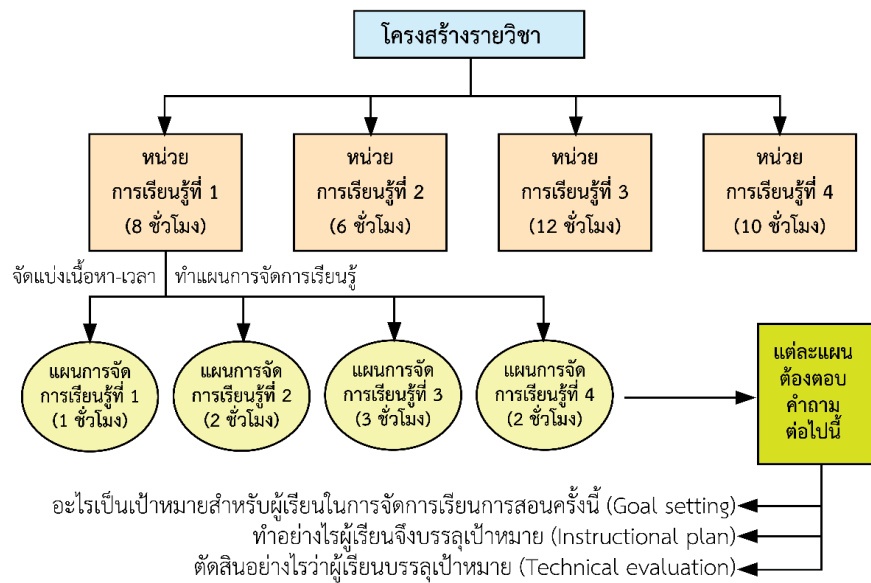 โครงสร้างรายวิชา
หน่วย
การเรียนรู้ที่ 1
(8 ชั่วโมง)
หน่วย
การเรียนรู้ที่ 2
(6 ชั่วโมง)
หน่วย
การเรียนรู้ที่ 3
(12 ชั่วโมง)
หน่วย
การเรียนรู้ที่ 4
(10 ชั่วโมง)
จัดแบ่งเนื้อหา-เวลา
ทำแผนการจัดการเรียนรู้
แผนการจัด
การเรียนรู้ที่ 1
(1 ชั่วโมง)
แผนการจัด
การเรียนรู้ที่ 2
(2 ชั่วโมง)
แผนการจัด
การเรียนรู้ที่ 3
(3 ชั่วโมง)
แผนการจัด
การเรียนรู้ที่ 4
(2 ชั่วโมง)
แต่ละแผน
ต้องตอบ
คำถาม
ต่อไปนี้
อะไรเป็นเป้าหมายสำหรับผู้เรียนในการจัดการเรียนการสอนครั้งนี้ (Goal setting)
ทำอย่างไรผู้เรียนจึงบรรลุเป้าหมาย (Instructional plan)
ตัดสินอย่างไรว่าผู้เรียนบรรลุเป้าหมาย (Technical evaluation)